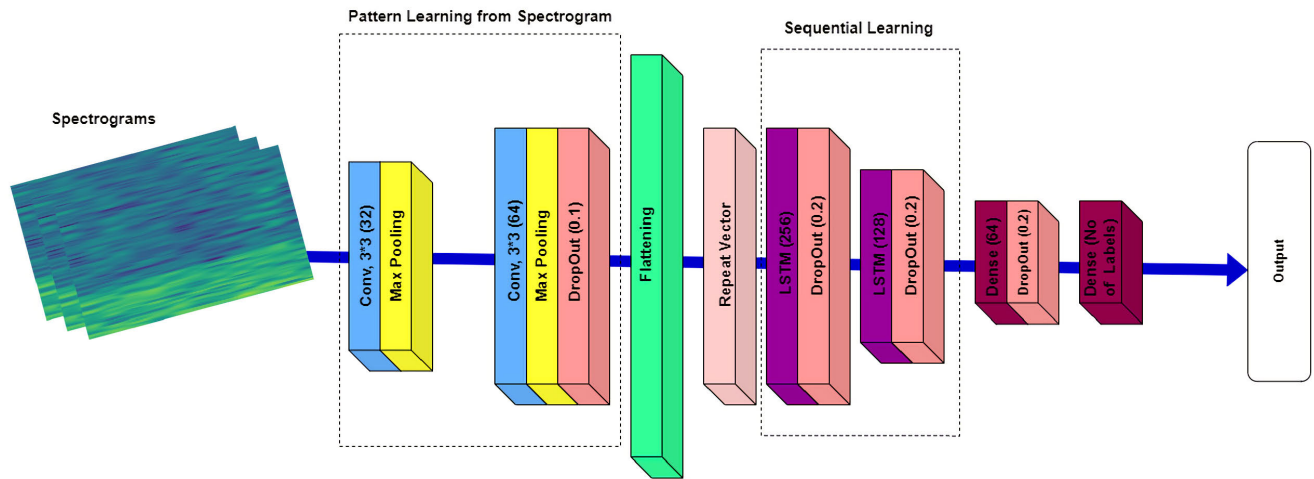 Pattern Learning from Spectrogram
Sequential Learning
Spectrograms
Conv, 3*3 (32)
Max Pooling
Conv, 3*3 (64)
Max Pooling
DropOut (0.1)
Flattening
Repeat Vector
LSTM (256)
DropOut (0.2)
LSTM (128)
DropOut (0.2)
Dense (64)
DropOut (0.2)
Dense (No
of Labels)
Output